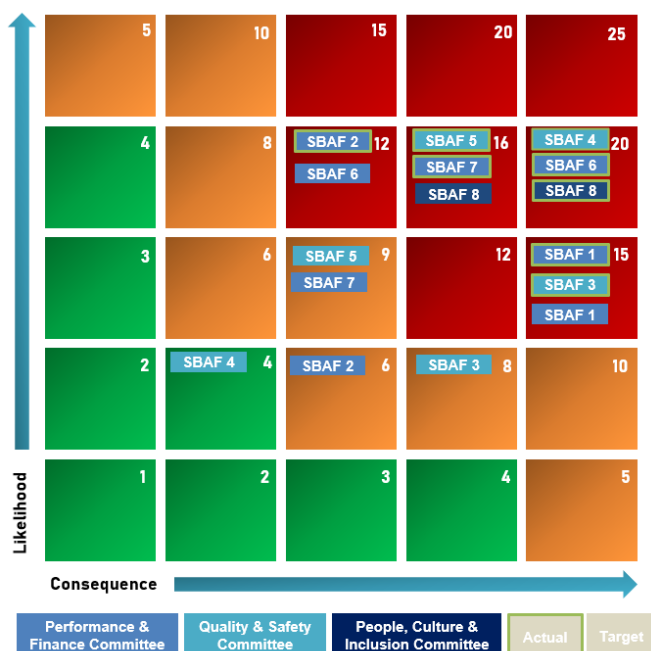 5
10
15
20
25
4
8
SBAF 2
12
SBAF 6
SBAF 5
16
SBAF 7
SBAF 8
SBAF 4
20
SBAF 6
SBAF 8
3
6
SBAF 5
9
SBAF 7
12
SBAF 1
15
SBAF 3
SBAF 1
2
SBAF 4
4
SBAF 2
6
SBAF 3
8
10
1
2
3
4
5
Likelihood
Consequence
Performance &
Finance Committee
Quality & Safety
Committee
People, Culture &
Inclusion Committee
Actual
Target